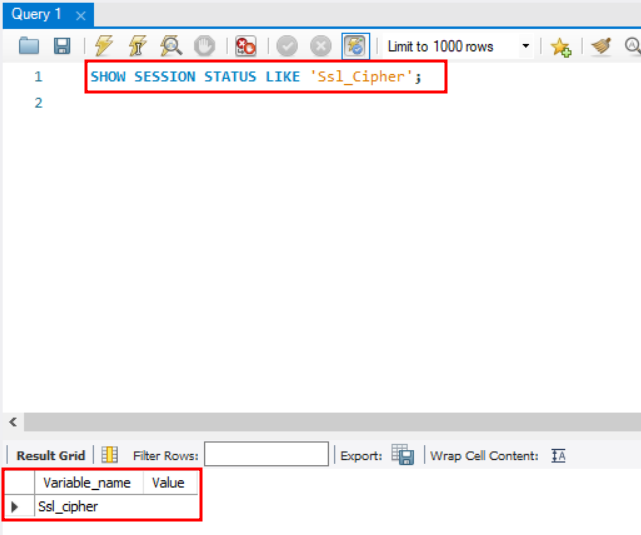 Query 1
Limit to 1000 rows
1 SHOW SESSION STATUS LIKE 'Ssl_Cipher';
2
Result Grid Filter Rows: Export: Wrap Cell Content: IA
Variable_name Value
Ssl_cipher